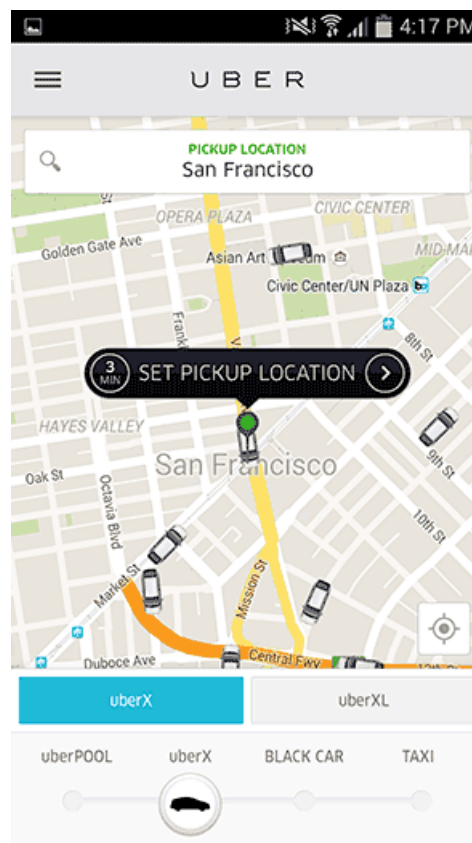 4:17 PM
UBER
PICKUP LOCATION
San Francisco
OPERA PLAZA
CIVIC CENTER
Golden Gate Ave
Asian Art
MID-MA
Civic Center/UN Plaza
8th St
3 MIN SET PICKUP LOCATION
HAYES VALLEY
9th St
San Francisco
Oak St
Octavia Blvd
10th St
Market St
Mission St
Duboce Ave
Central Fwy
uberX
uberXL
uberPOOL
uberX
BLACK CAR
TAXI